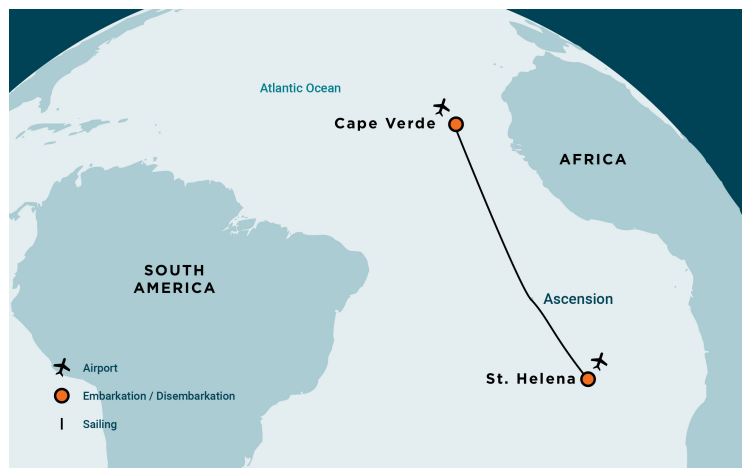 Atlantic Ocean
Cape Verde
AFRICA
SOUTH
AMERICA
Ascension
St. Helena
Airport
Embarkation / Disembarkation
Sailing